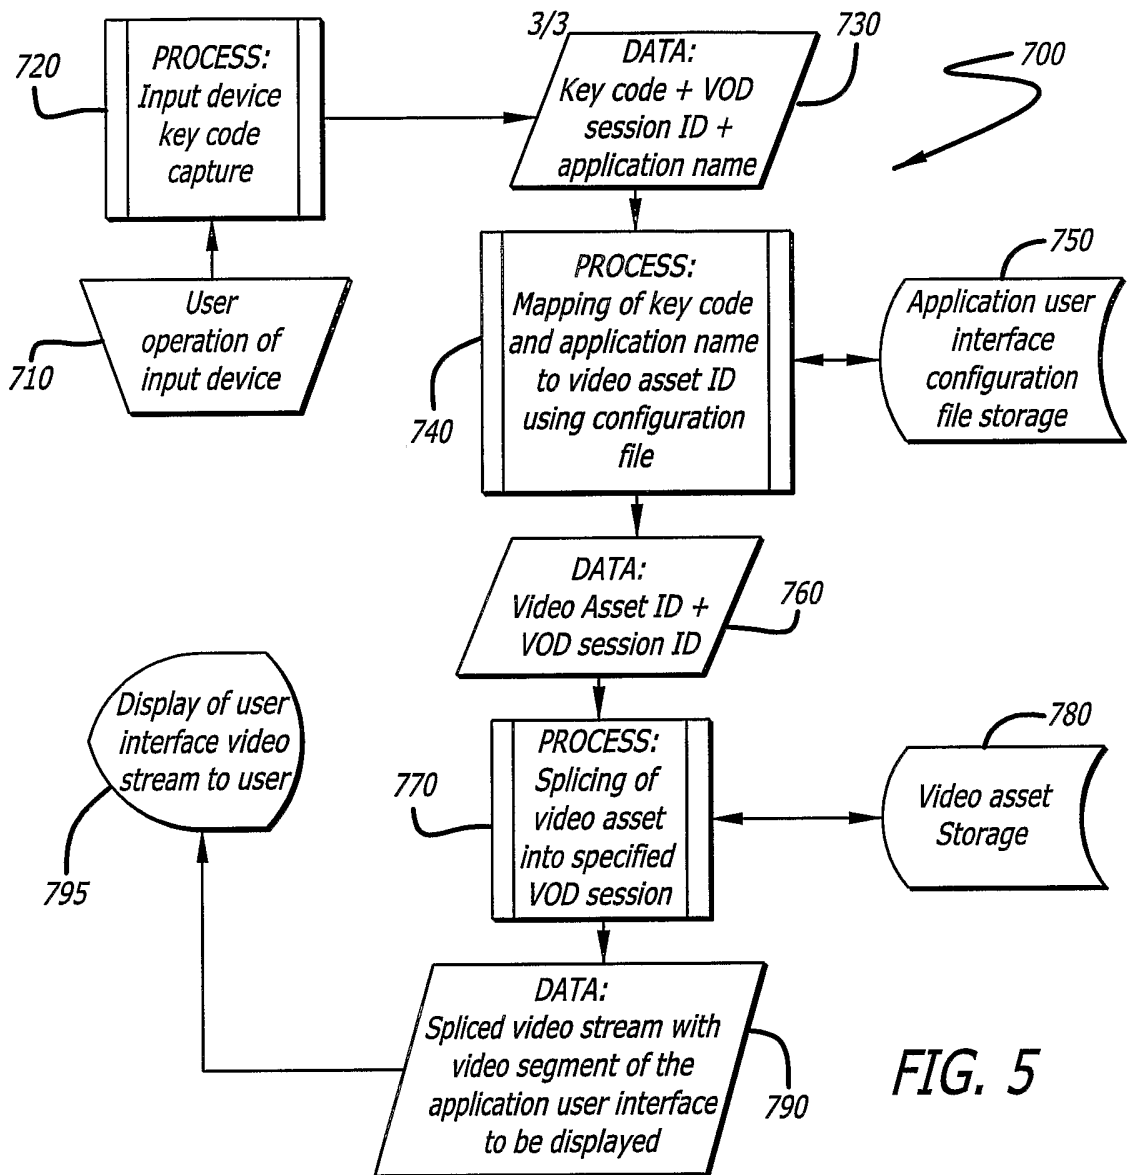 3/3
720
PROCESS:
Input device
key code
capture
DATA:
Key code + VOD
session ID +
application name
730
700
User
operation of
input device
710
PROCESS:
Mapping of key code
and application name
to video asset ID
using configuration
file
740
750
Application user
interface
configuration
file storage
DATA:
Video Asset ID +
VOD session ID
760
PROCESS:
Splicing of
video asset
into specified
VOD session
770
780
Video asset
Storage
Display of user
interface video
stream to user
795
DATA:
Spliced video stream with
video segment of the
application user interface
to be displayed
790
FIG. 5